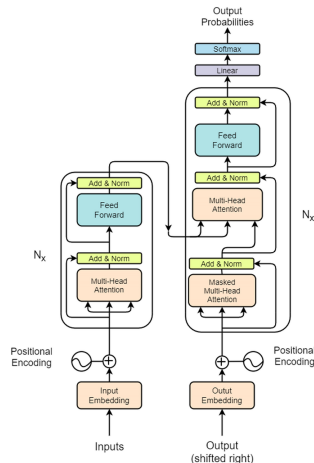 Output
Probabilities
Softmax
Linear
Add & Norm
Feed
Forward
Add & Norm
Multi-Head
Attention
Nx
Add & Norm
Masked
Multi-Head
Attention
Add & Norm
Feed
Forward
Nx
Add & Norm
Multi-Head
Attention
Positional
Encoding
Positional
Encoding
Input
Embedding
Outut
Embedding
Inputs
Output
(shifted right)